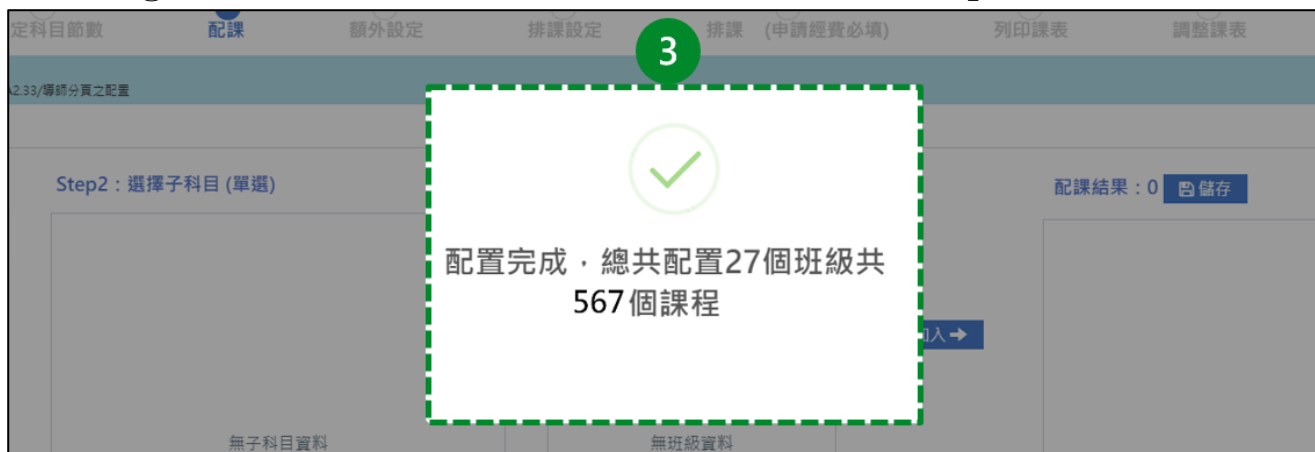 定科目節數 配課 額外設定 排課設定 排課 (申請經費必填) 列印課表 調整課表
3
A2.33/導師分頁之配置
Step2：選擇子科目 (單選)
配課結果：0 儲存
配置完成，總共配置27個班級共
567個課程
加入
無子科目資料
無班級資料